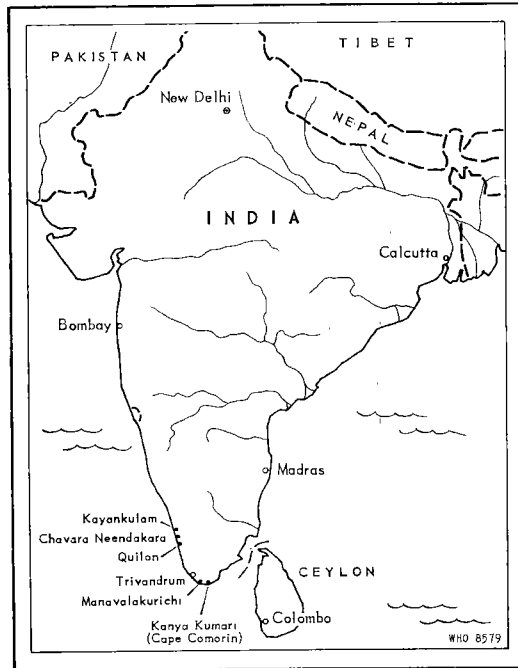 TIBET
PAKISTAN
New Delhi
NEPAL
INDIA
Calcutta
Bombay
Madras
Kayankulam
Chavara Neendakara
Quilon
Trivandrum
Manavalakurichi
CEYLON
Kanya Kumari
(Cape Comorin)
Colombo
WHO 8579